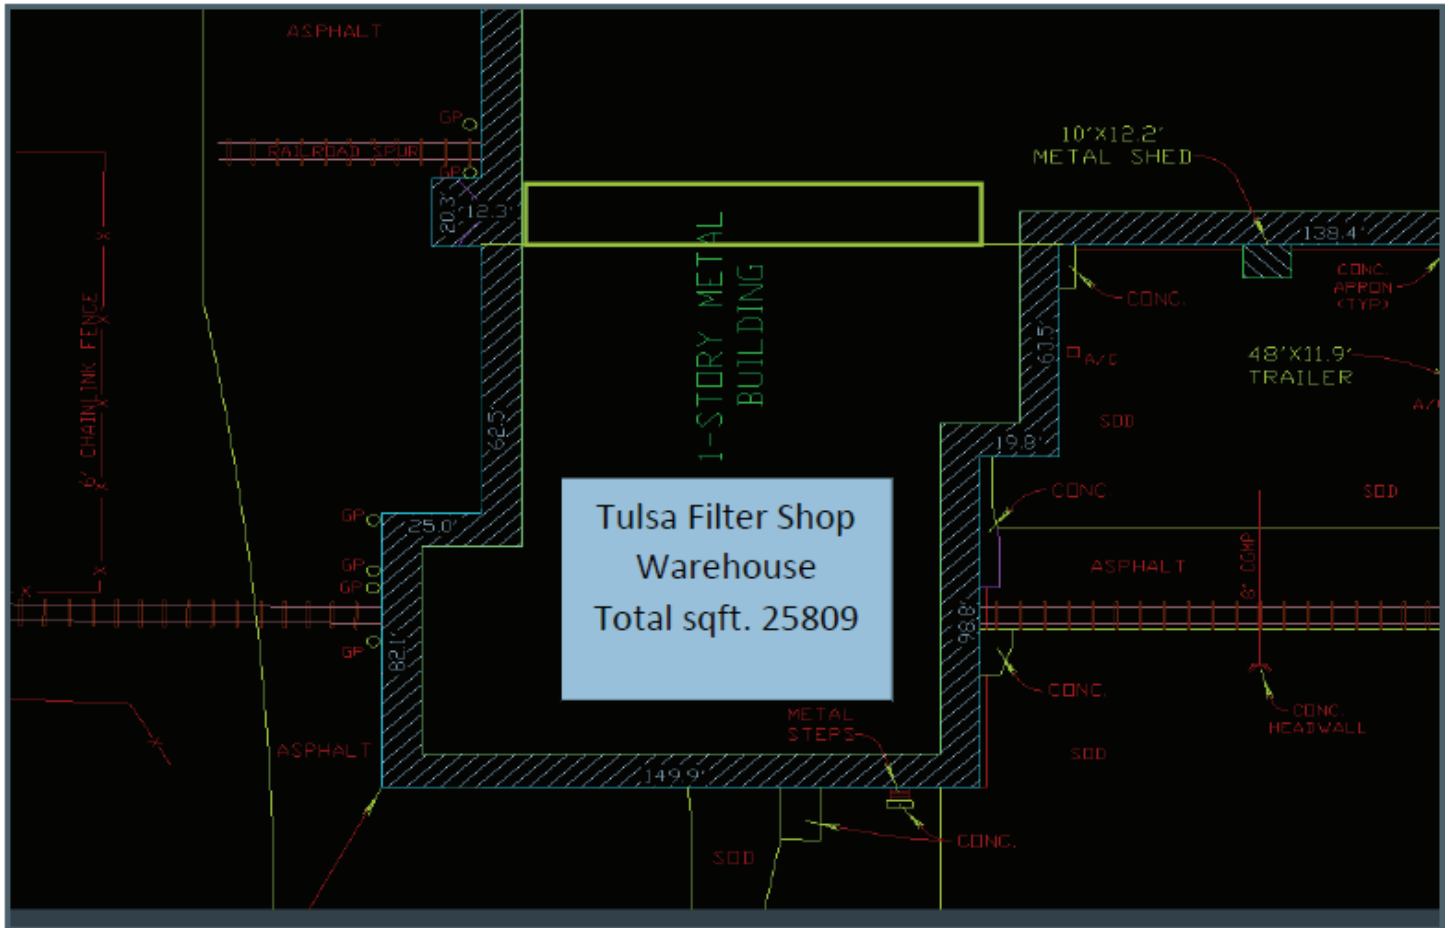 ASPHALT
GP
RAILROAD SPUR
GP
20.3'
12.3'
10'X12.2'
METAL SHED
138.4'
CONC.
APRON
(TYP)
CONC.
6' CHAINLINK FENCE
1-STORY METAL
BUILDING
63.5'
A/C
48'X11.9'
TRAILER
SOD
62.5'
19.8'
CONC.
SOD
GP
25.0'
GP
GP
GP
82.1'
Tulsa Filter Shop
Warehouse
Total sqft. 25809
98.8'
ASPHALT
8' CGMP
CONC.
CONC.
HEADWALL
SOD
METAL
STEPS
ASPHALT
149.9'
SOD
CONC.